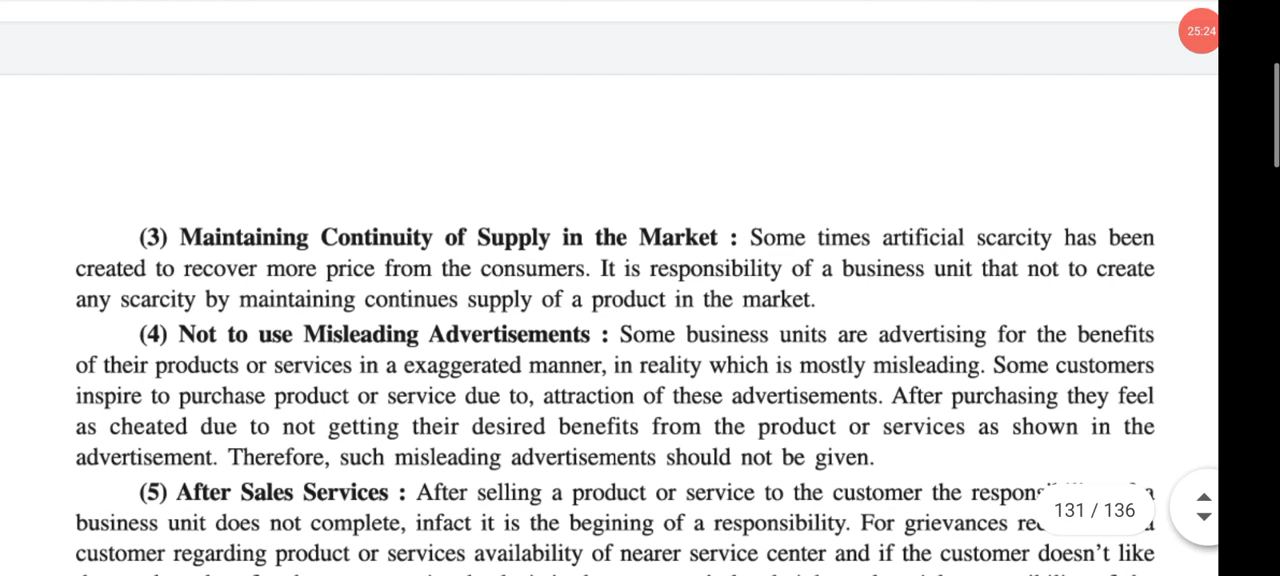 25:24
(3) Maintaining Continuity of Supply in the Market : Some times artificial scarcity has been
created to recover more price from the consumers. It is responsibility of a business unit that not to create
any scarcity by maintaining continues supply of a product in the market.
(4) Not to use Misleading Advertisements : Some business units are advertising for the benefits
of their products or services in a exaggerated manner, in reality which is mostly misleading. Some customers
inspire to purchase product or service due to, attraction of these advertisements. After purchasing they feel
as cheated due to not getting their desired benefits from the product or services as shown in the
advertisement. Therefore, such misleading advertisements should not be given.
(5) After Sales Services : After selling a product or service to the customer the
131 / 136
business unit does not complete, infact it is the begining of a responsibility. For grievances
customer regarding product or services availability of nearer service center and if the customer doesn't like